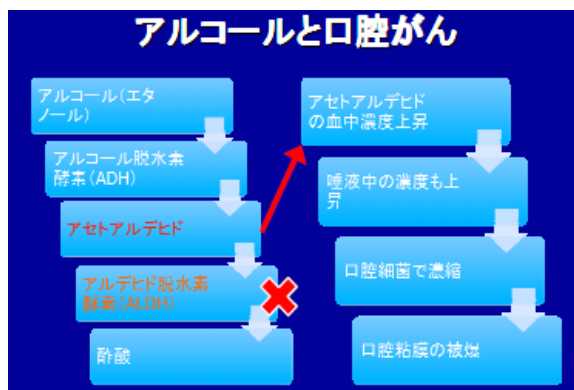 アルコールと口腔がん
アルコール(エタ
ノール)
アルコール脱水素
酵素(ADH)
アセトアルデヒド
アルデヒド脱水素
酵素(ALDH)
酢酸
アセトアルデヒド
の血中濃度上昇
唾液中の濃度も上
昇
口腔細菌で濃縮
口腔粘膜の被爆